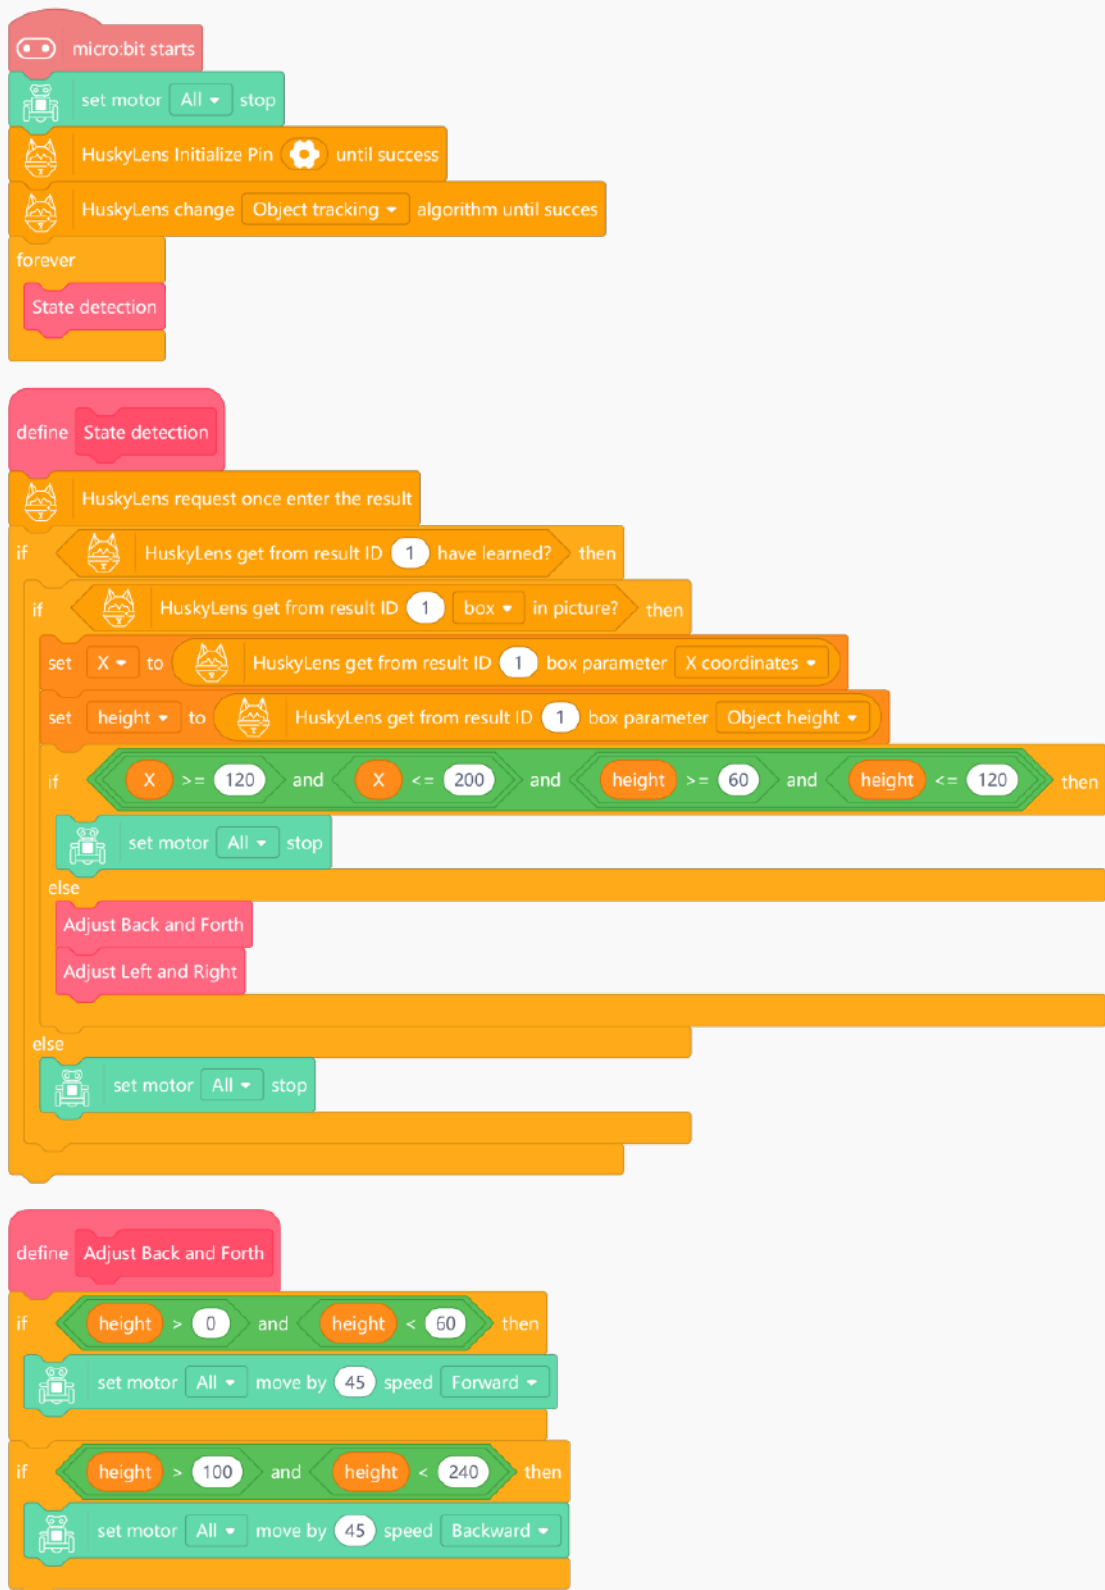 micro:bit starts
set motor All stop
HuskyLens Initialize Pin until success
HuskyLens change Object tracking algorithm until succes
forever
State detection
define State detection
HuskyLens request once enter the result
if HuskyLens get from result ID 1 have learned? then
if HuskyLens get from result ID 1 box in picture? then
set X to HuskyLens get from result ID 1 box parameter X coordinates
set height to HuskyLens get from result ID 1 box parameter Object height
if X >= 120 and X <= 200 and height >= 60 and height <= 120 then
set motor All stop
else
Adjust Back and Forth
Adjust Left and Right
else
set motor All stop
define Adjust Back and Forth
if height > 0 and height < 60 then
set motor All move by 45 speed Forward
if height > 100 and height < 240 then
set motor All move by 45 speed Backward